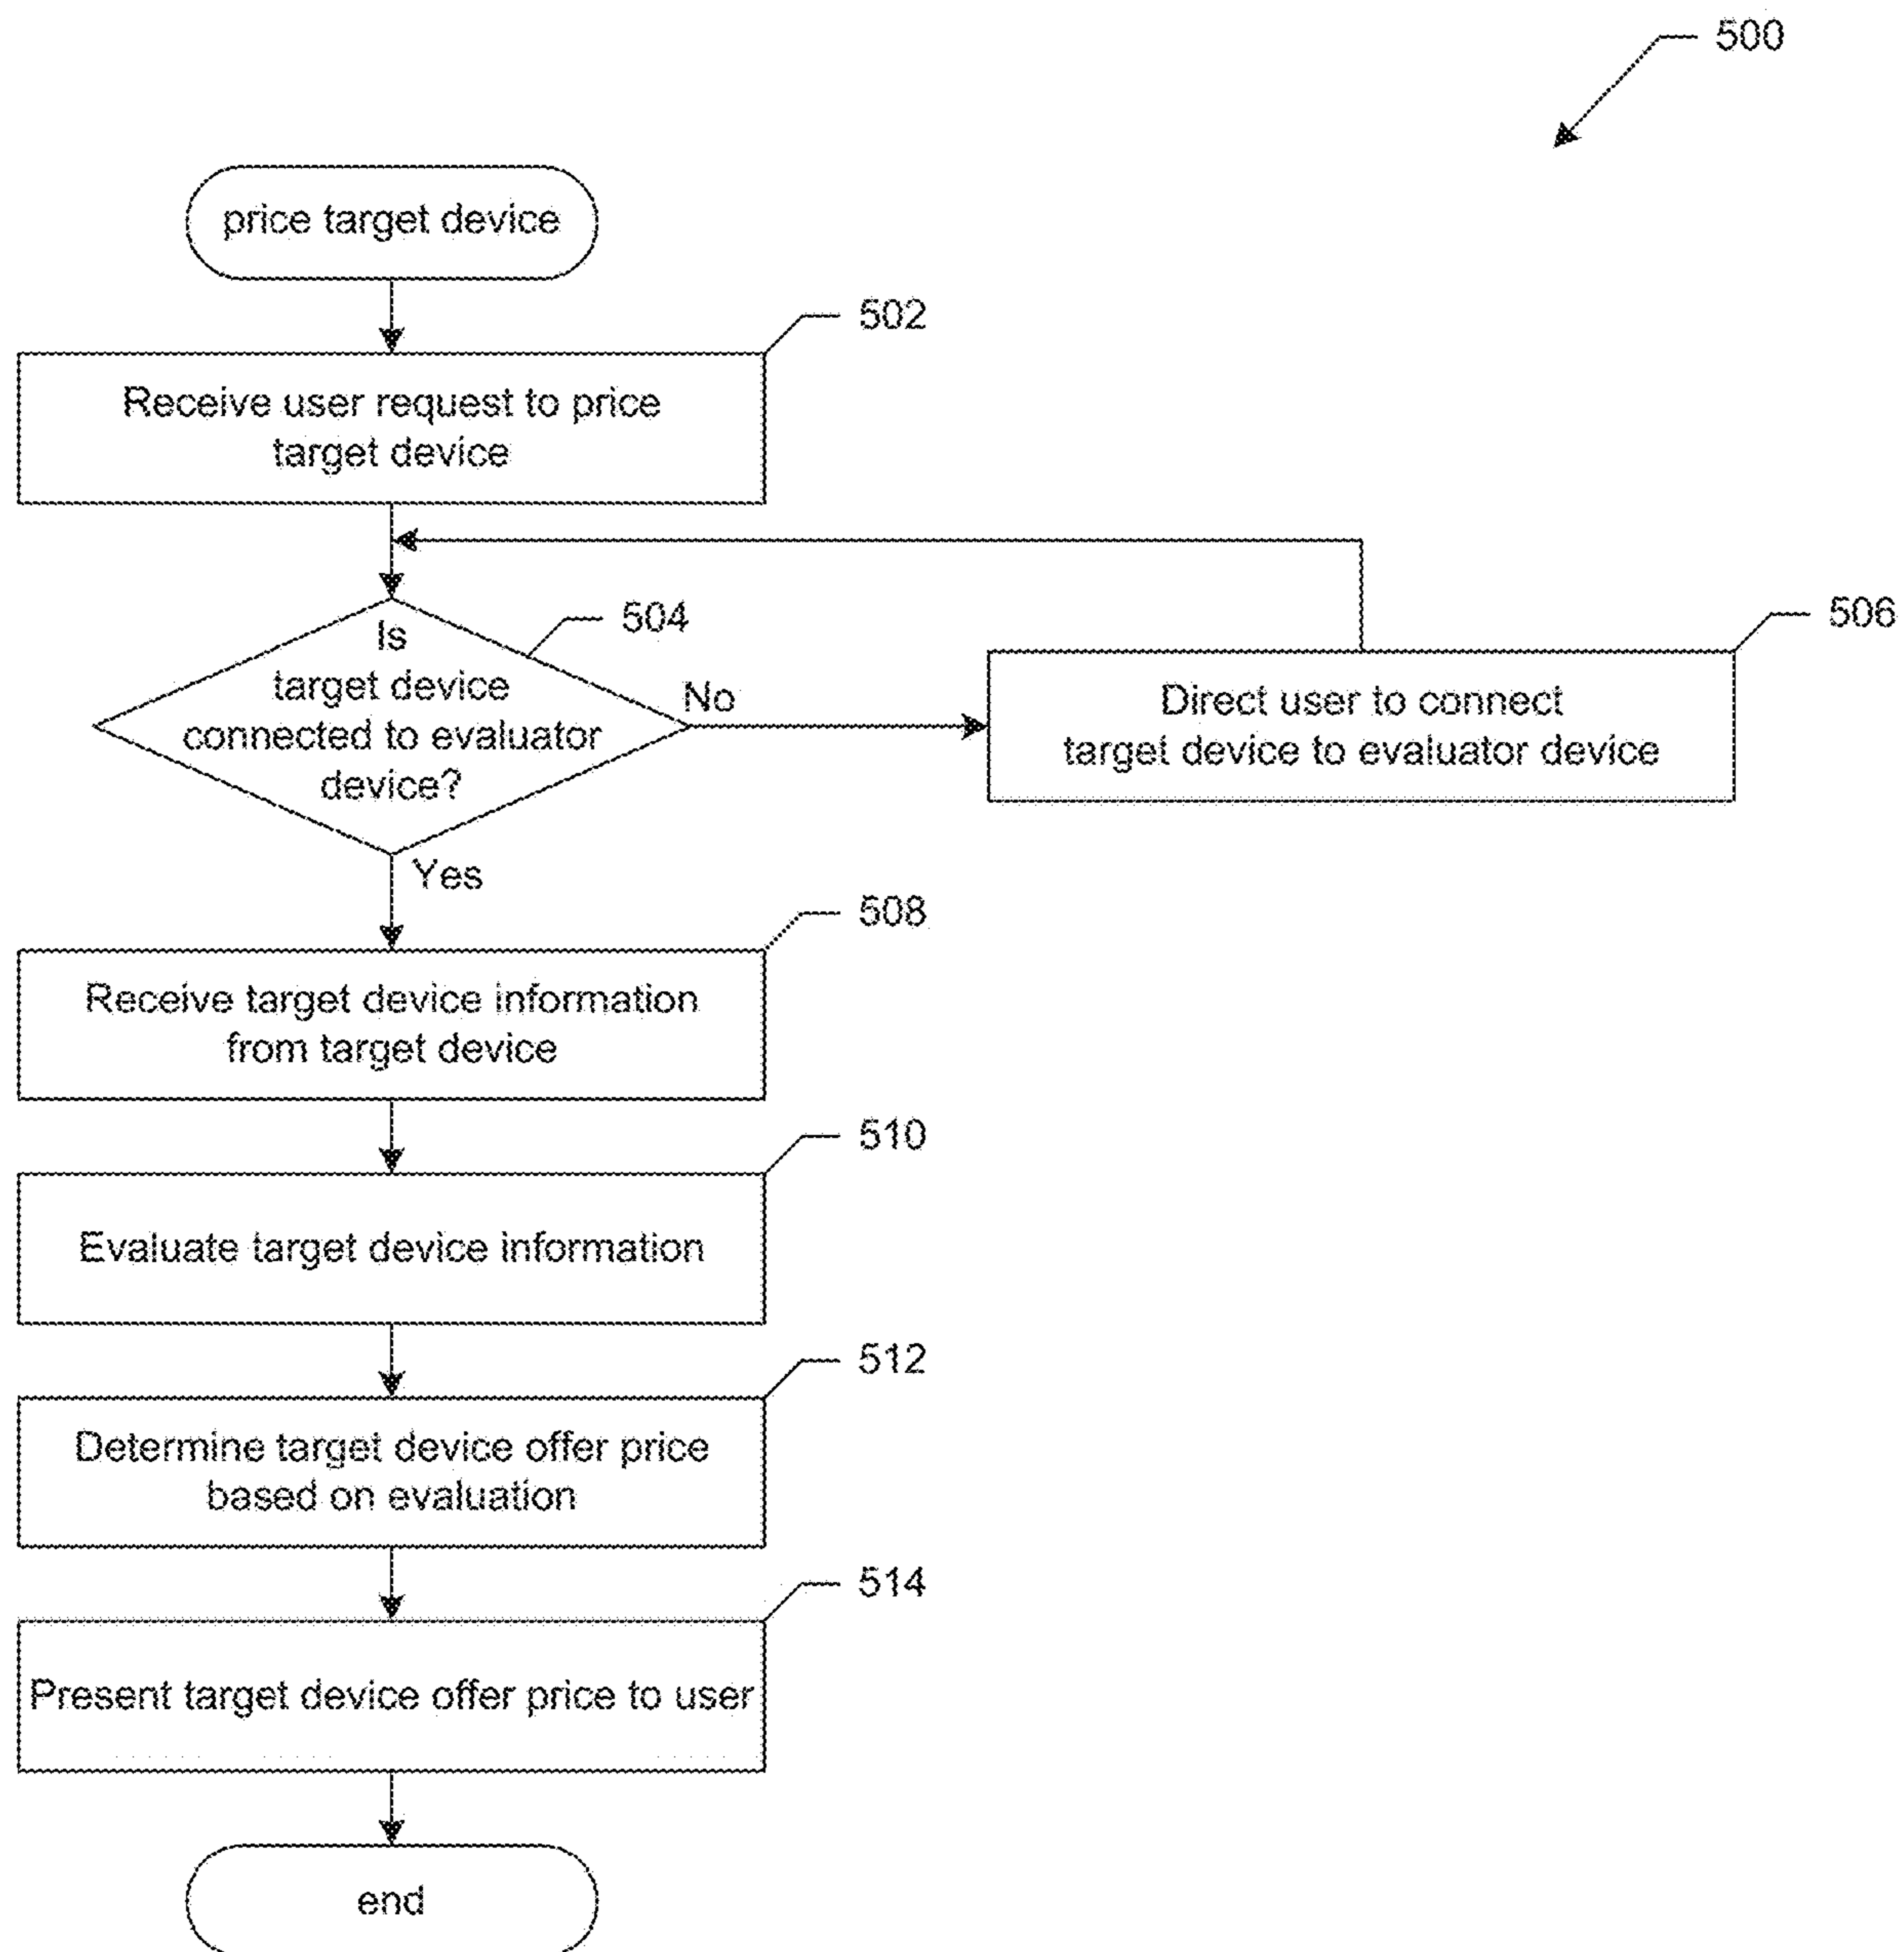 500
price target device
502
Receive user request to price
target device
504
Is
target device
connected to evaluator
device?
No
506
Direct user to connect
target device to evaluator device
Yes
508
Receive target device information
from target device
510
Evaluate target device information
512
Determine target device offer price
based on evaluation
514
Present target device offer price to user
end